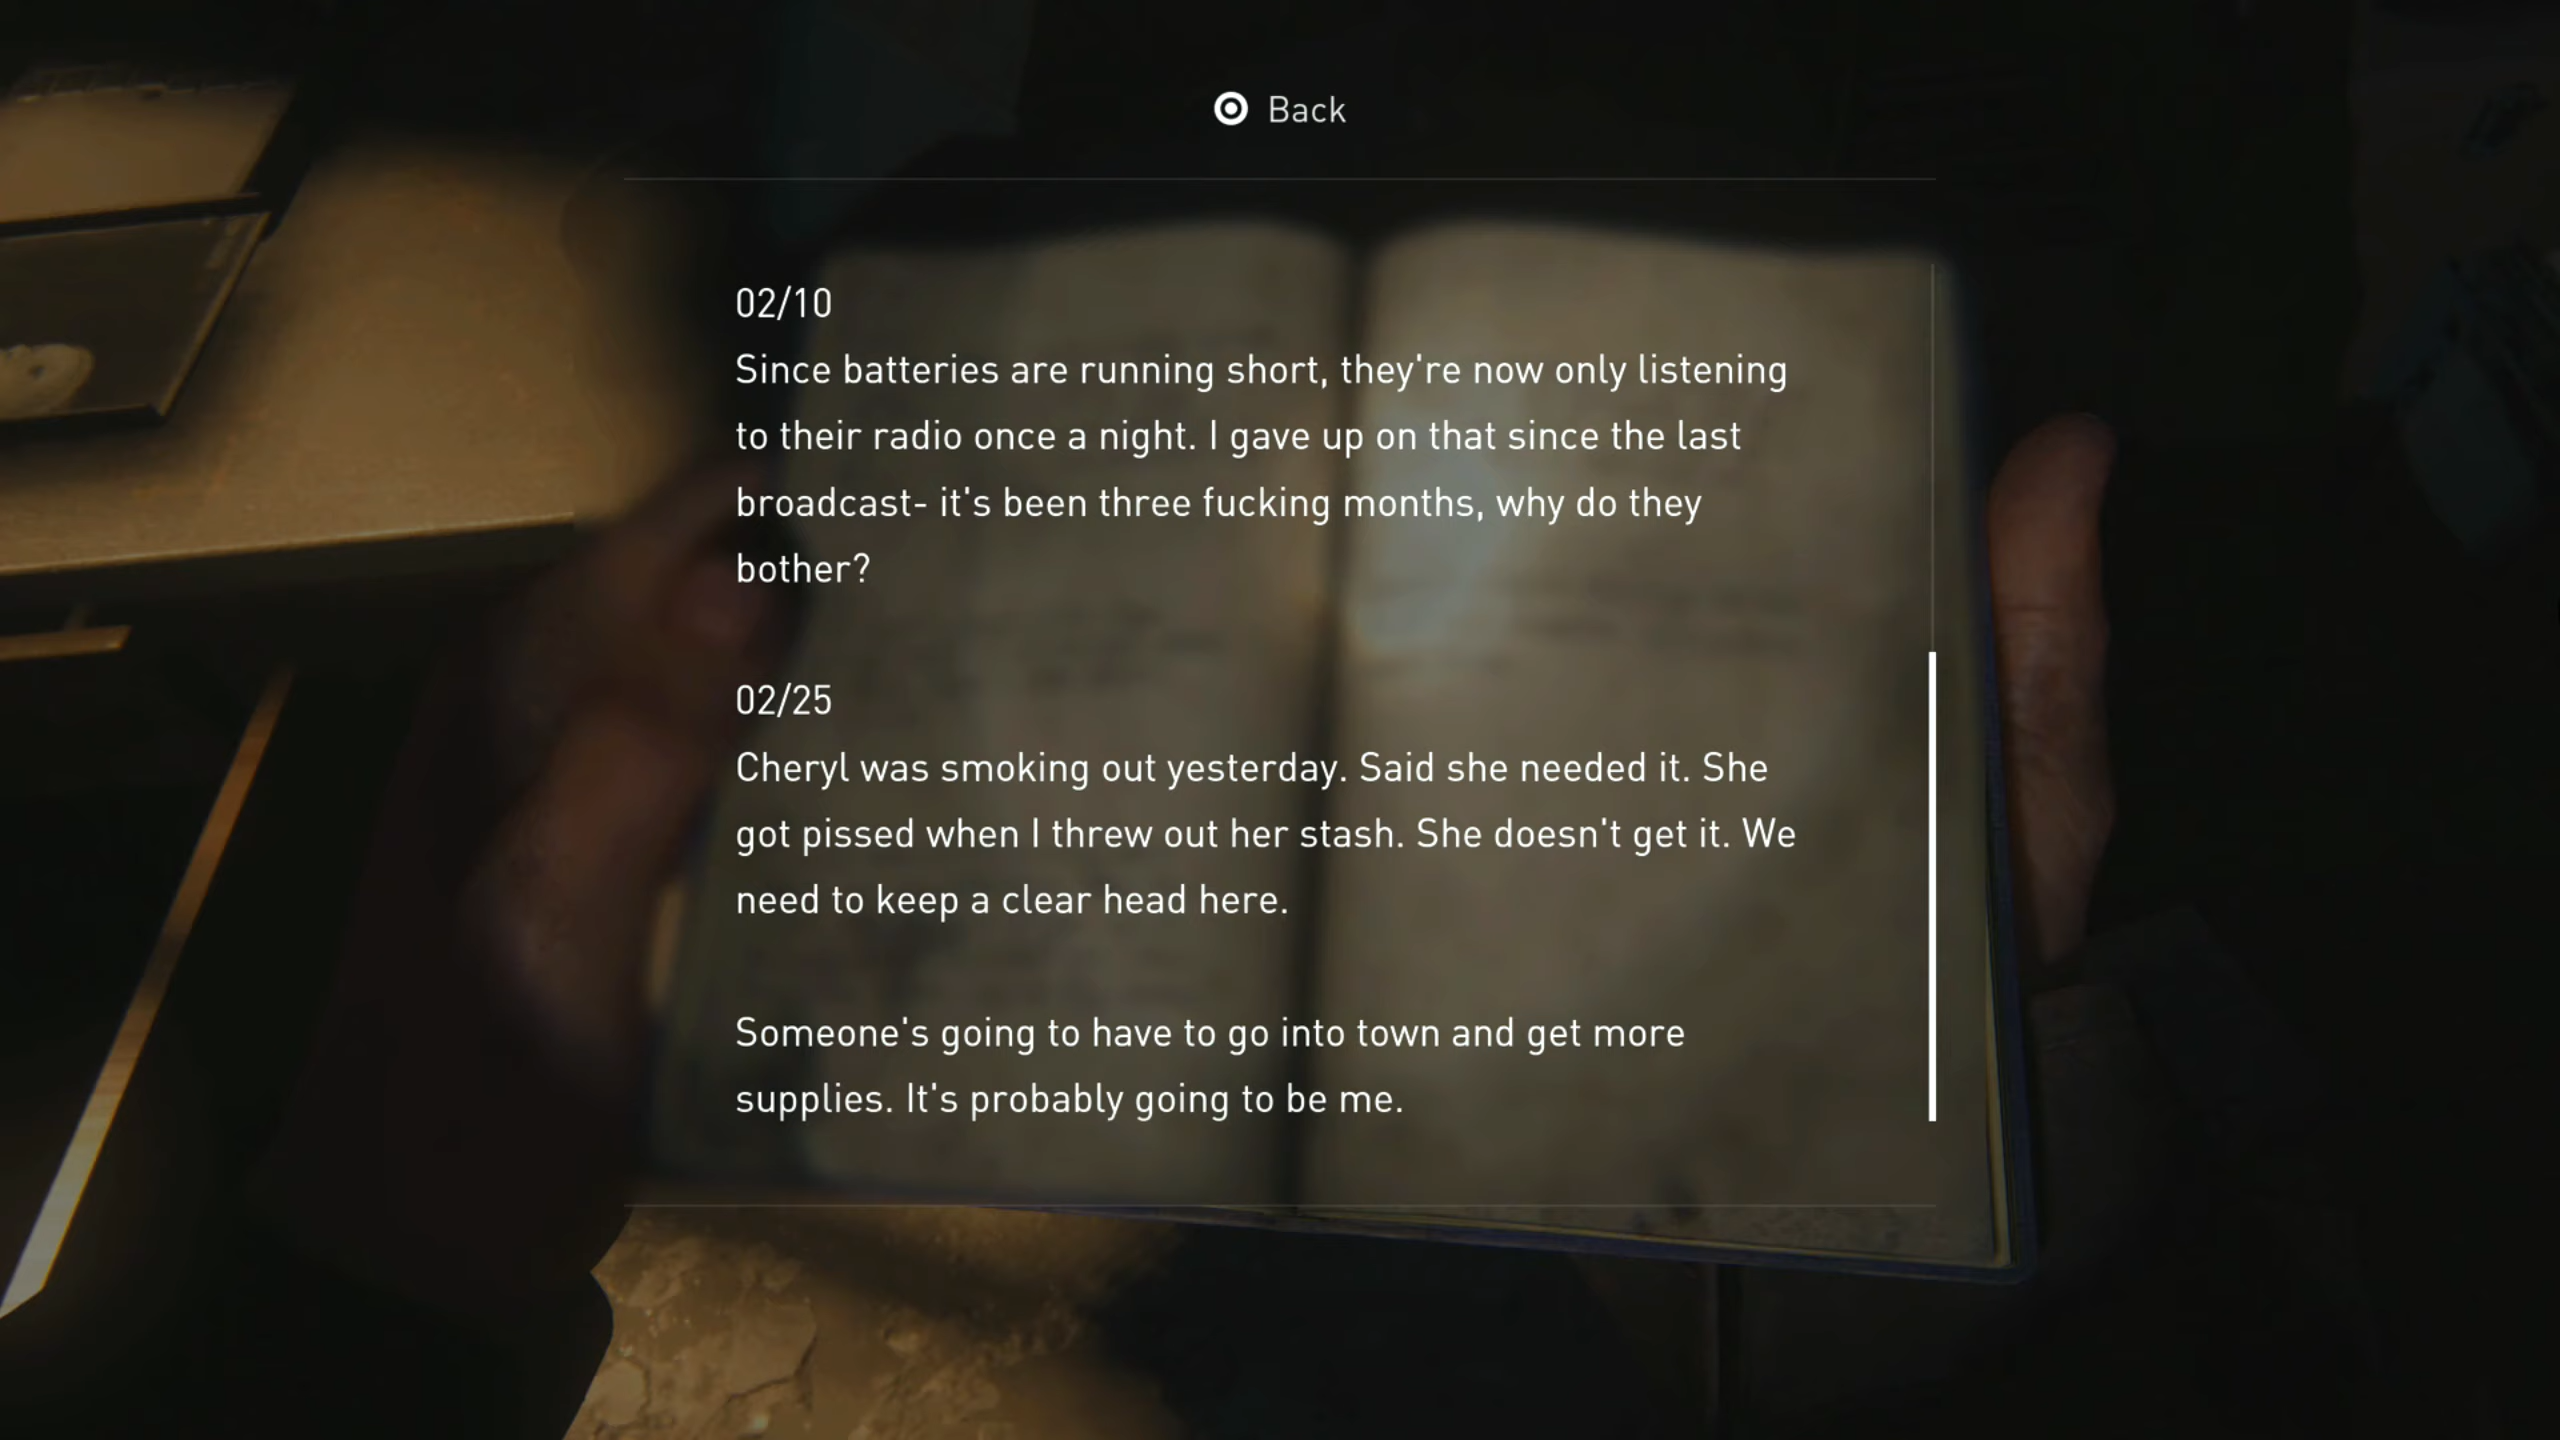 Back
02/10
Since batteries are running short, they're now only listening
to their radio once a night. I gave up on that since the last
broadcast- it's been three fucking months, why do they
bother?
02/25
Cheryl was smoking out yesterday. Said she needed it. She
got pissed when I threw out her stash. She doesn't get it. We
need to keep a clear head here.
Someone's going to have to go into town and get more
supplies. It's probably going to be me.